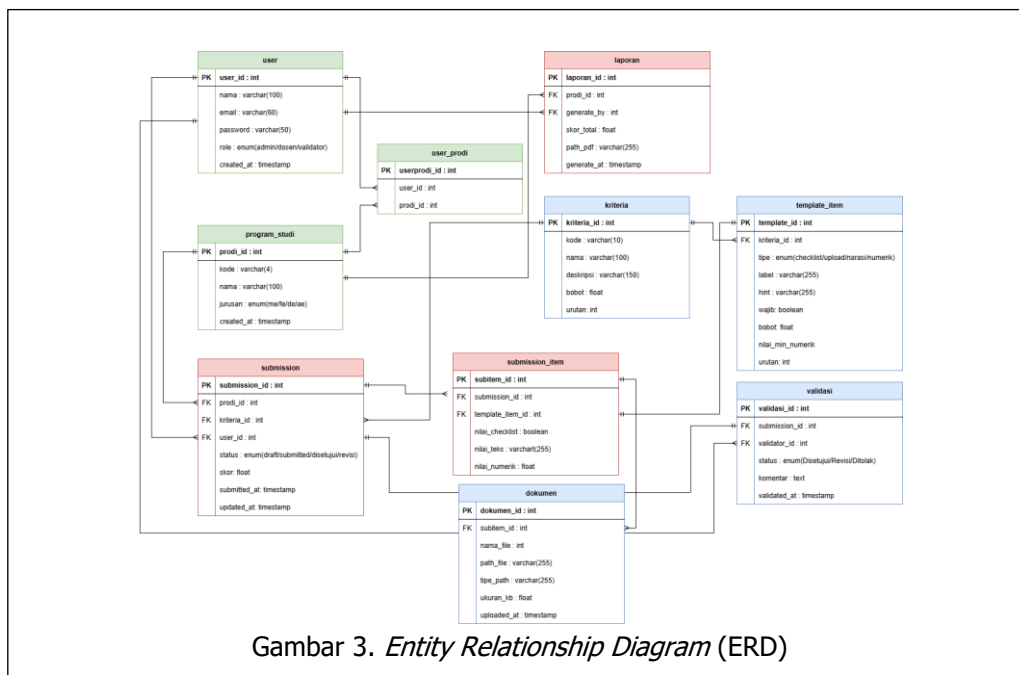 user
PK user_id : int
nama : varchar(100)
email : varchar(60)
password : varchar(50)
role : enum(admin/dosen/validator)
created_at : timestamp
laporan
PK laporan_id : int
FK prodi_id : int
FK generate_by : int
skor_total : float
path_pdf : varchar(255)
generate_at : timestamp
user_prodi
PK userprodi_id : int
user_id : int
prodi_id : int
program_studi
PK prodi_id : int
kode : varchar(4)
nama : varchar(100)
jurusan : enum(me/fe/de/ae)
created_at : timestamp
kriteria
PK kriteria_id : int
kode : varchar(10)
nama : varchar(100)
deskripsi : varchar(150)
bobot : float
urutan: int
template_item
PK template_id : int
FK kriteria_id : int
tipe : enum(checklist/upload/narasi/numerik)
label : varchar(255)
hint : varchar(255)
wajib: boolean
bobot: float
nilai_min_numerik
urutan: int
submission
PK submission_id : int
FK prodi_id : int
FK kriteria_id : int
FK user_id : int
status : enum(draft/submitted/disetujui/revisi)
skor: float
submitted_at: timestamp
updated_at: timestamp
submission_item
PK subitem_id : int
FK submission_id : int
FK template_item_id : int
nilai_checklist : boolean
nilai_teks : varchart(255)
nilai_numerik : float
validasi
PK validasi_id : int
FK submission_id : int
FK validator_id : int
status : enum(Disetujui/Revisi/Ditolak)
komentar : text
validated_at : timestamp
dokumen
PK dokumen_id : int
FK subitem_id : int
nama_file : int
path_file : varchar(255)
tipe_path : varchar(255)
ukuran_kb : float
uploaded_at : timestamp
Gambar 3. Entity Relationship Diagram (ERD)